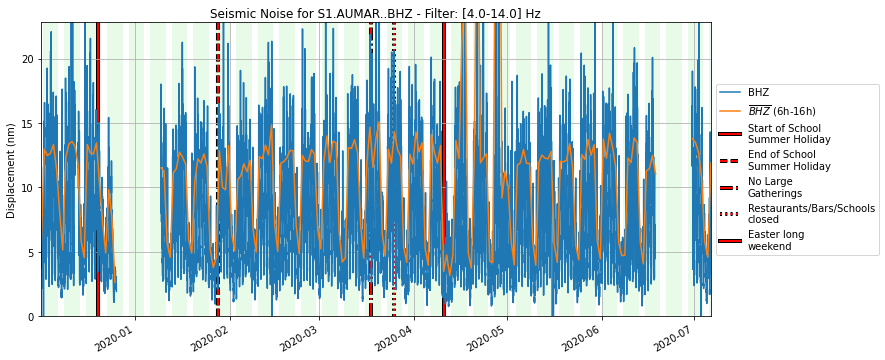 Seismic Noise for S1.AUMAR..BHZ - Filter: [4.0-14.0] Hz
Displacement (nm)
20
15
10
5
0
2020-01
2020-02
2020-03
2020-04
2020-05
2020-06
2020-07
BHZ
BHZ (6h-16h)
Start of School
Summer Holiday
End of School
Summer Holiday
No Large
Gatherings
Restaurants/Bars/Schools
closed
Easter long
weekend